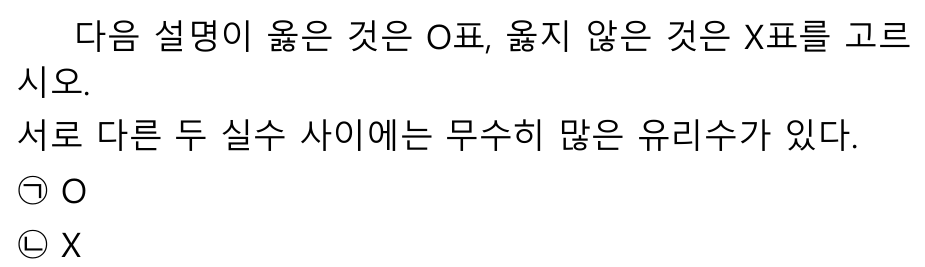 다음 설명이 옳은 것은 O표, 옳지 않은 것은 X표를 고르
시오.
서로 다른 두 실수 사이에는 무수히 많은 유리수가 있다.
㉠ O
㉡ X